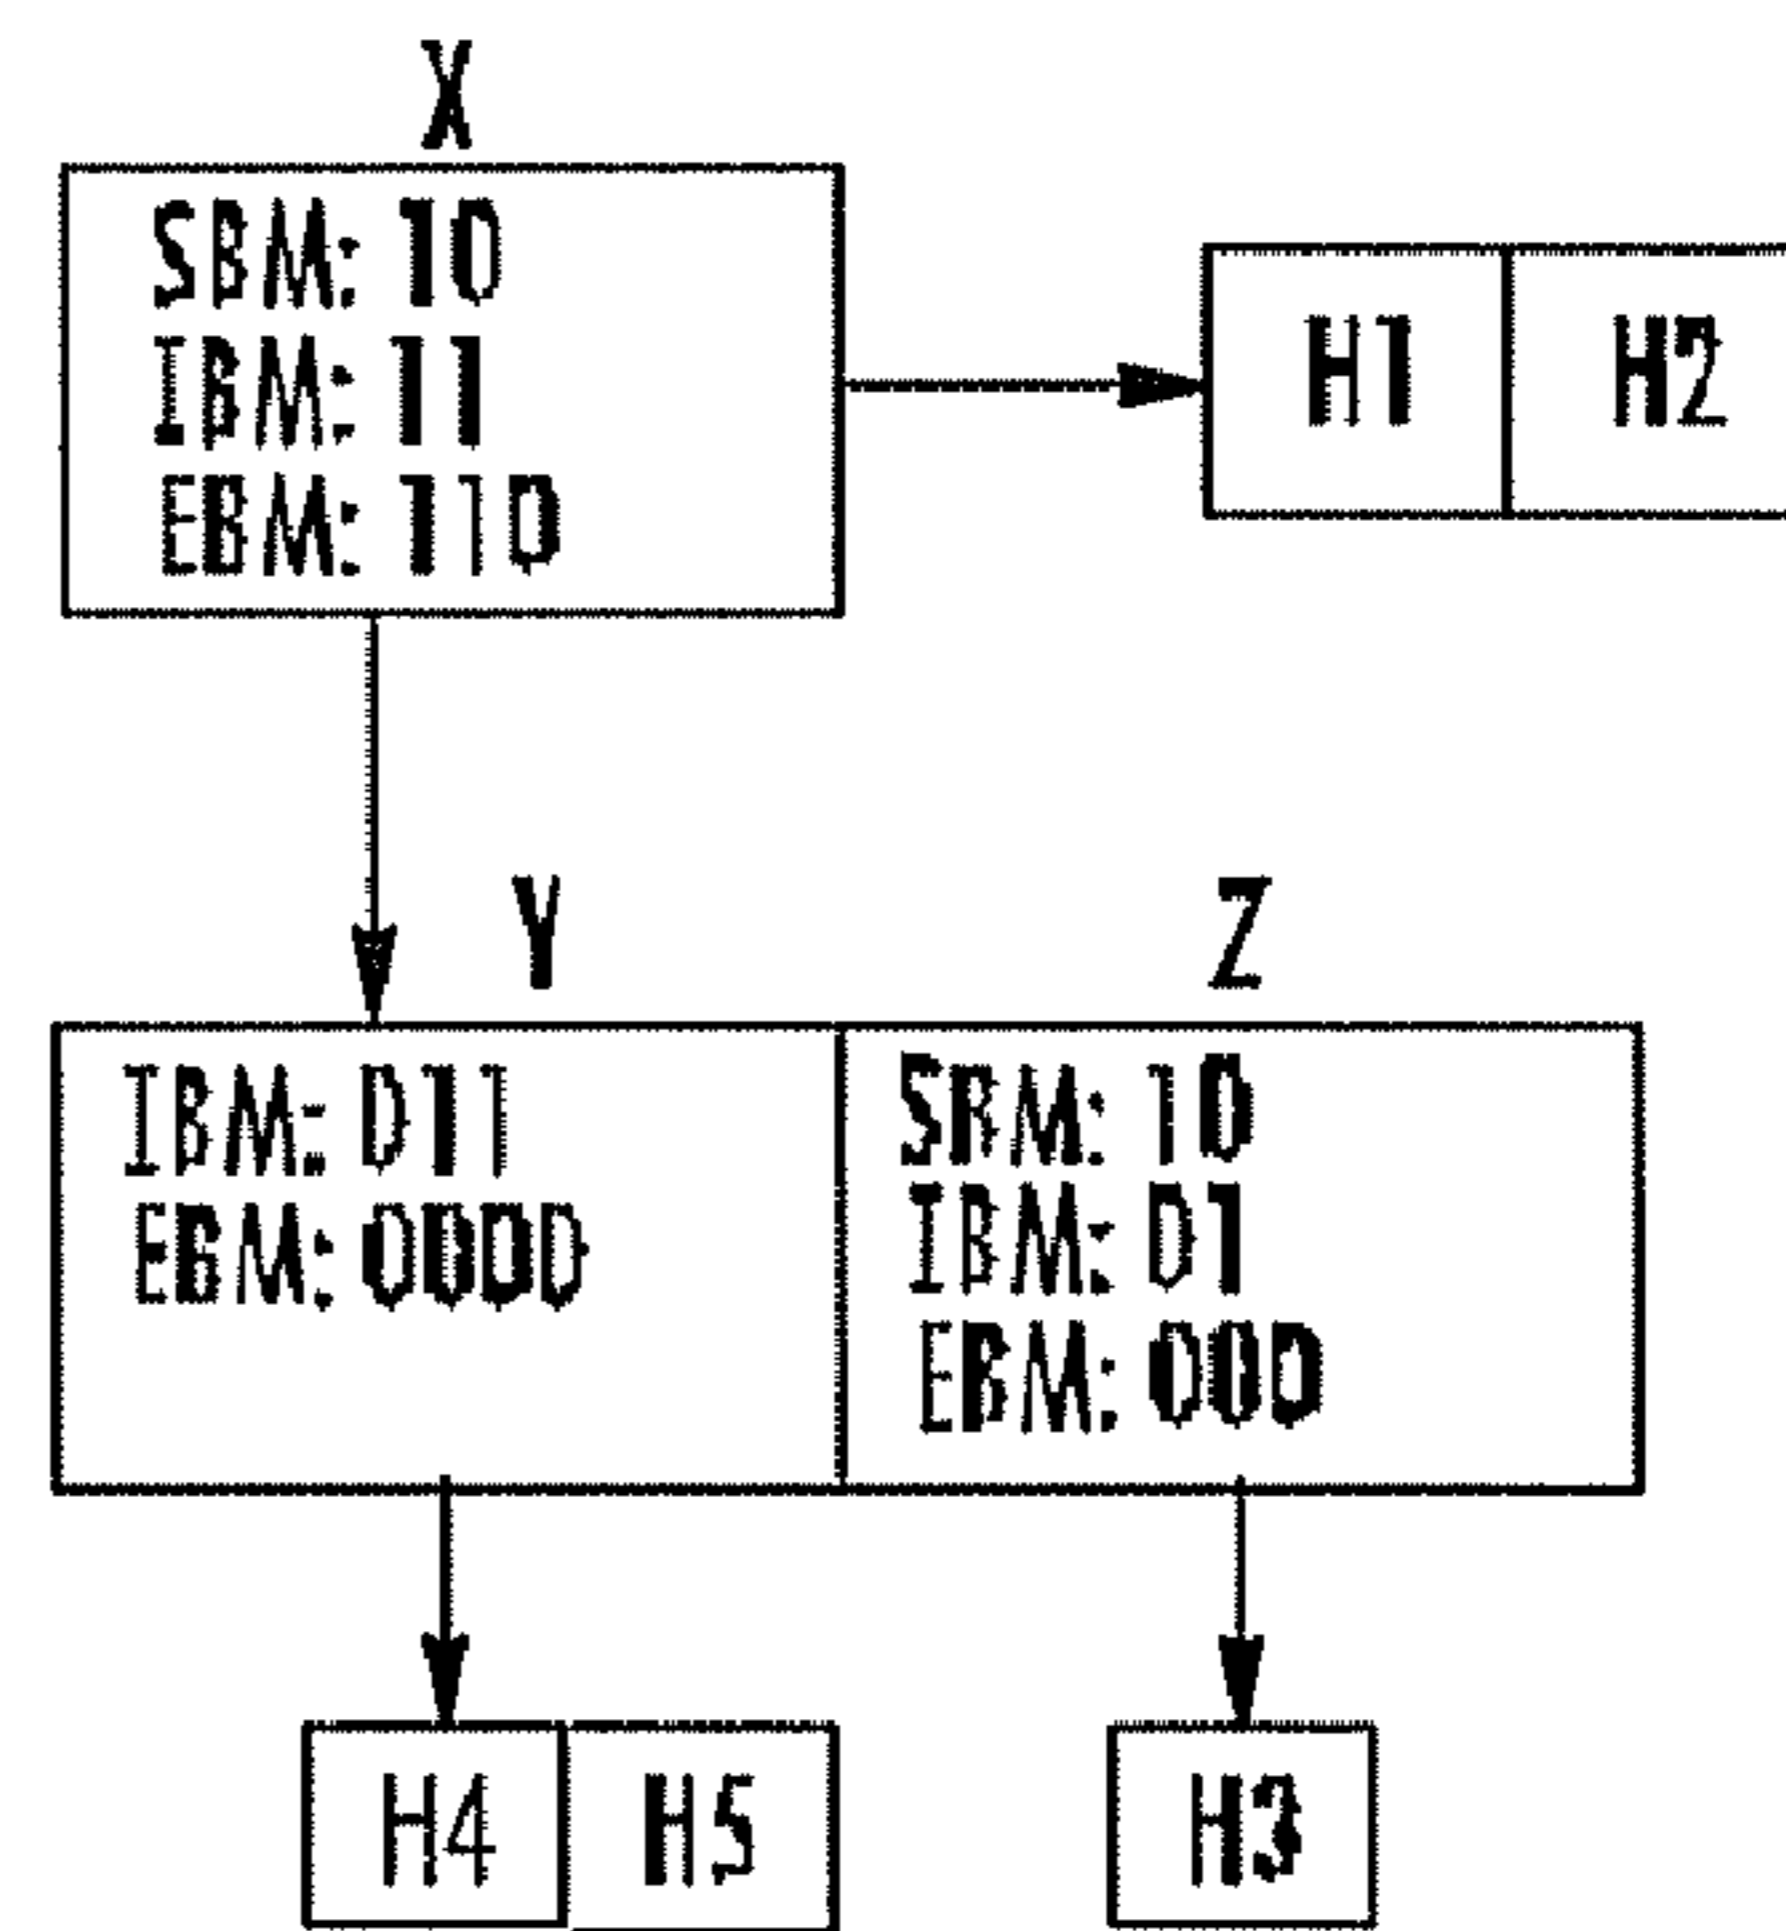 X
SBM: 10
IBM: 11
EBM: 110
H1 H2
Y Z
IBM: 011
EBM: 0000
SBM: 10
IBM: 01
EBM: 000
H4 H5 H3